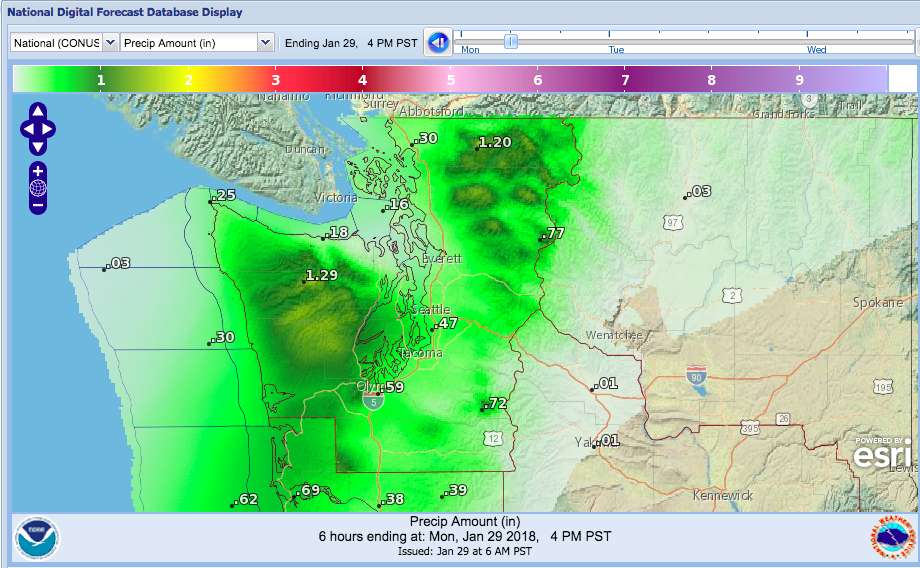 National Digital Forecast Database Display
National (CONUS Precip Amount (in) Ending Jan 29, 4 PM PST
Mon Tue Wed
1 2 3 4 5 6 7 8 9
Nanaimo Richmond
Surrey
Abbotsford
Trail
Grand Forks
3
.30
1.20
Duncan
Victoria
.25
.16
.03
97
.18
.77
.03
Everett
1.29
2
Spokane
Seattle
.47
.30
Wenatchee
Tacoma
90
.59
5
.01
195
.72
26
395
12
.01
POWERED BY
esri
Kennewick
.69
.39
.62
.38
Precip Amount (in)
6 hours ending at: Mon, Jan 29 2018, 4 PM PST
Issued: Jan 29 at 6 AM PST
NOAA
NATIONAL WEATHER SERVICE